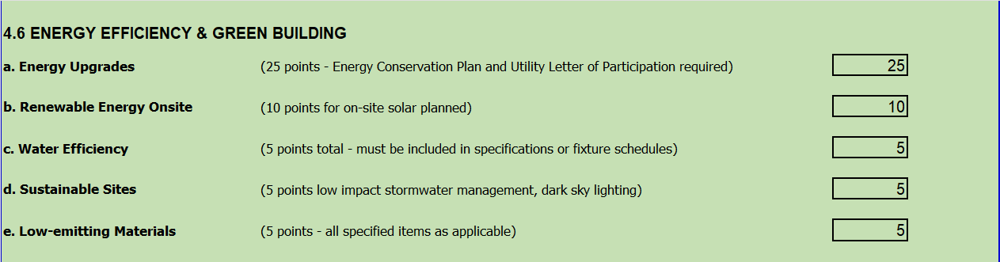 4.6 ENERGY EFFICIENCY & GREEN BUILDING
a. Energy Upgrades (25 points - Energy Conservation Plan and Utility Letter of Participation required) 25
b. Renewable Energy Onsite (10 points for on-site solar planned) 10
c. Water Efficiency (5 points total - must be included in specifications or fixture schedules) 5
d. Sustainable Sites (5 points low impact stormwater management, dark sky lighting) 5
e. Low-emitting Materials (5 points - all specified items as applicable) 5